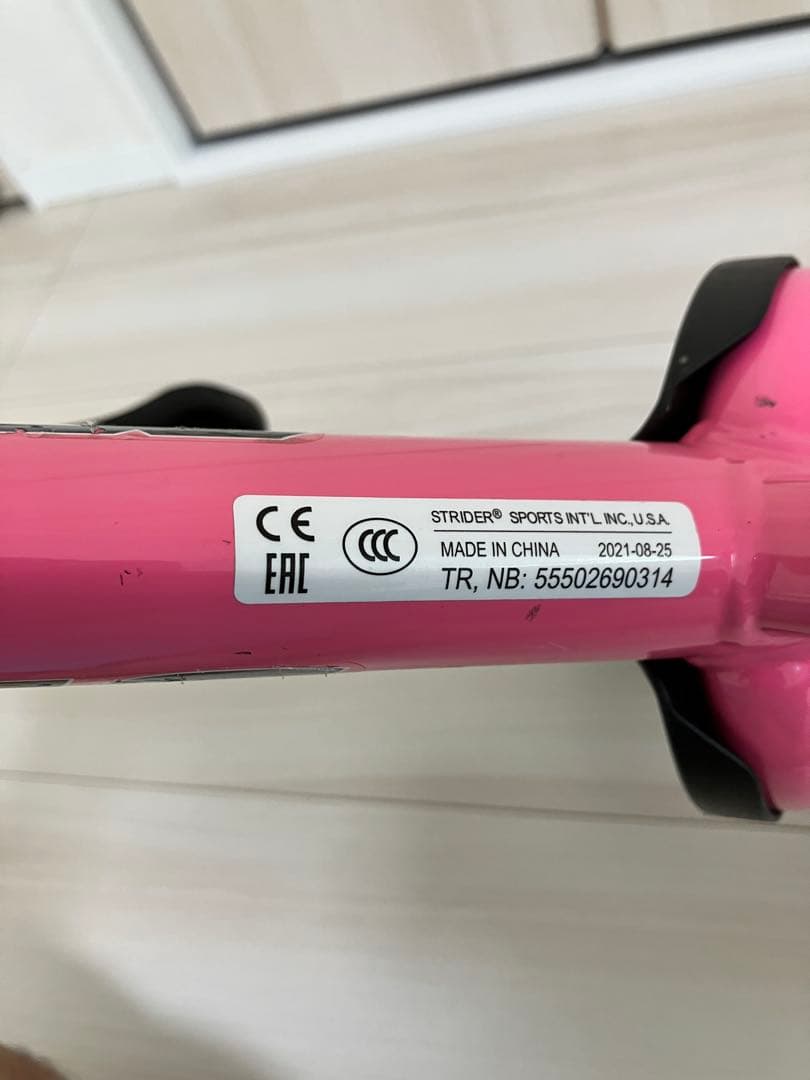 CE
EAC
CCC
STRIDER® SPORTS INT'L. INC., U.S.A.
MADE IN CHINA 2021-08-25
TR, NB: 55502690314